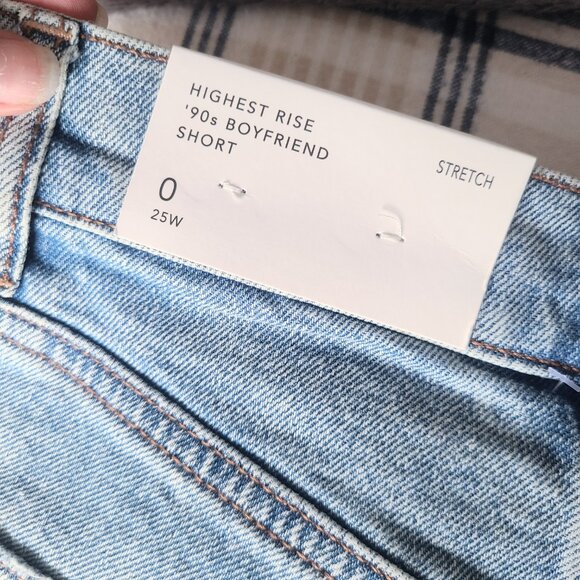 HIGHEST RISE
'90s BOYFRIEND
SHORT
STRETCH
0
25W